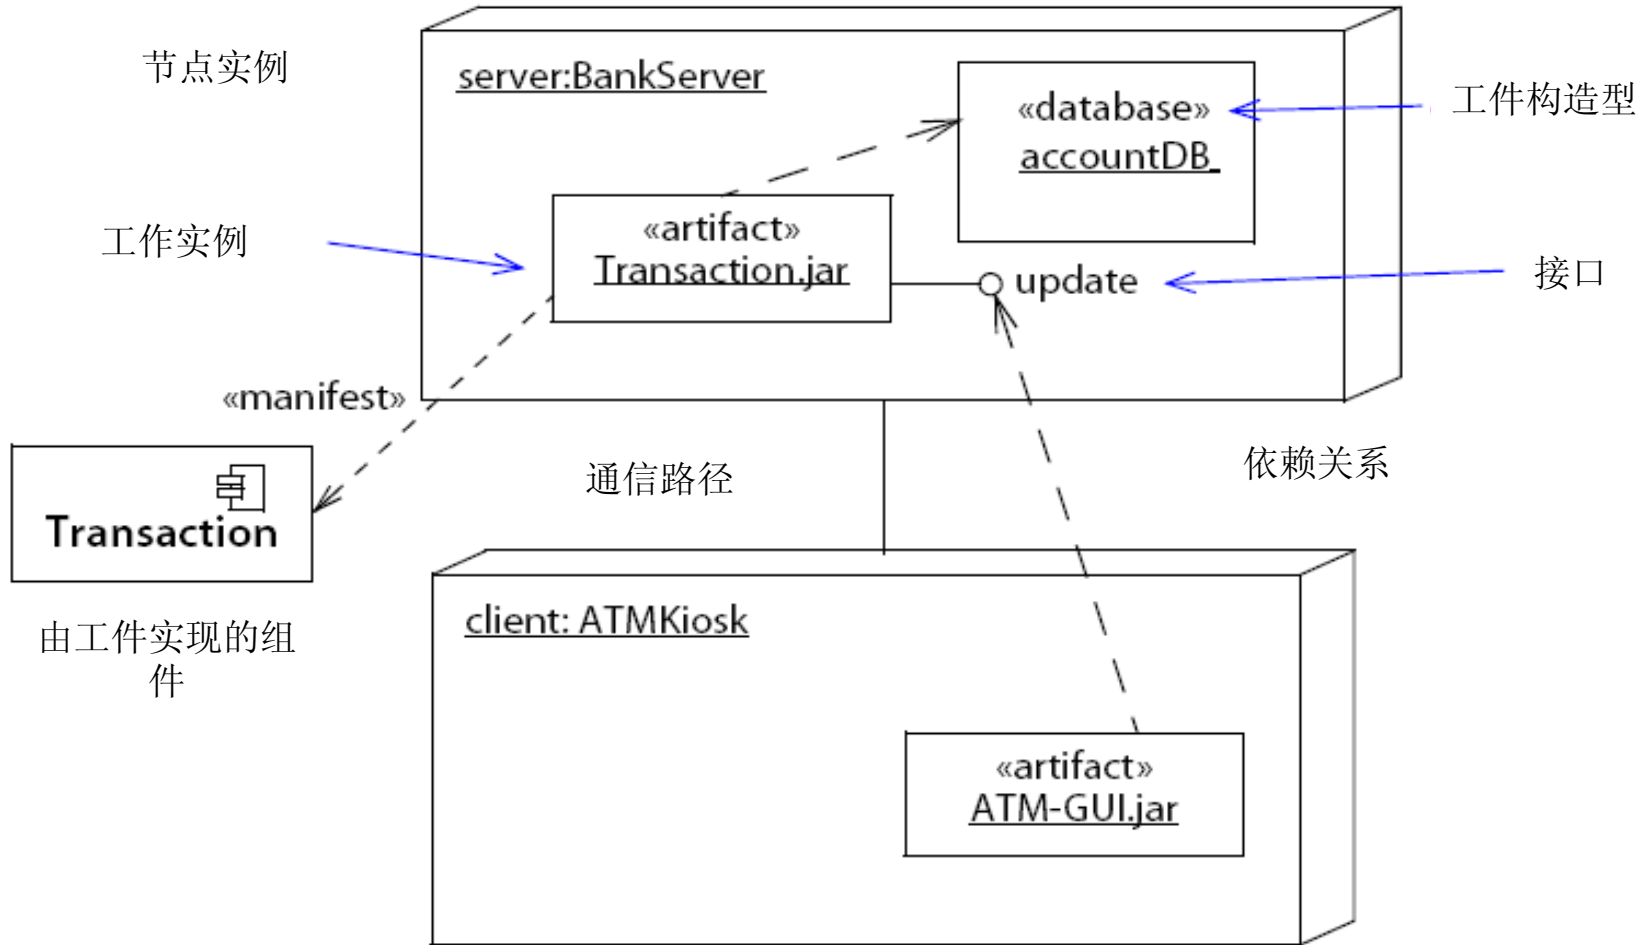 节点实例
server:BankServer
«database»
accountDB_
工件构造型
«artifact»
Transaction.jar
工作实例
update
接口
«manifest»
Transaction
通信路径
依赖关系
由工件实现的组
件
client: ATMKiosk
«artifact»
ATM-GUI.jar